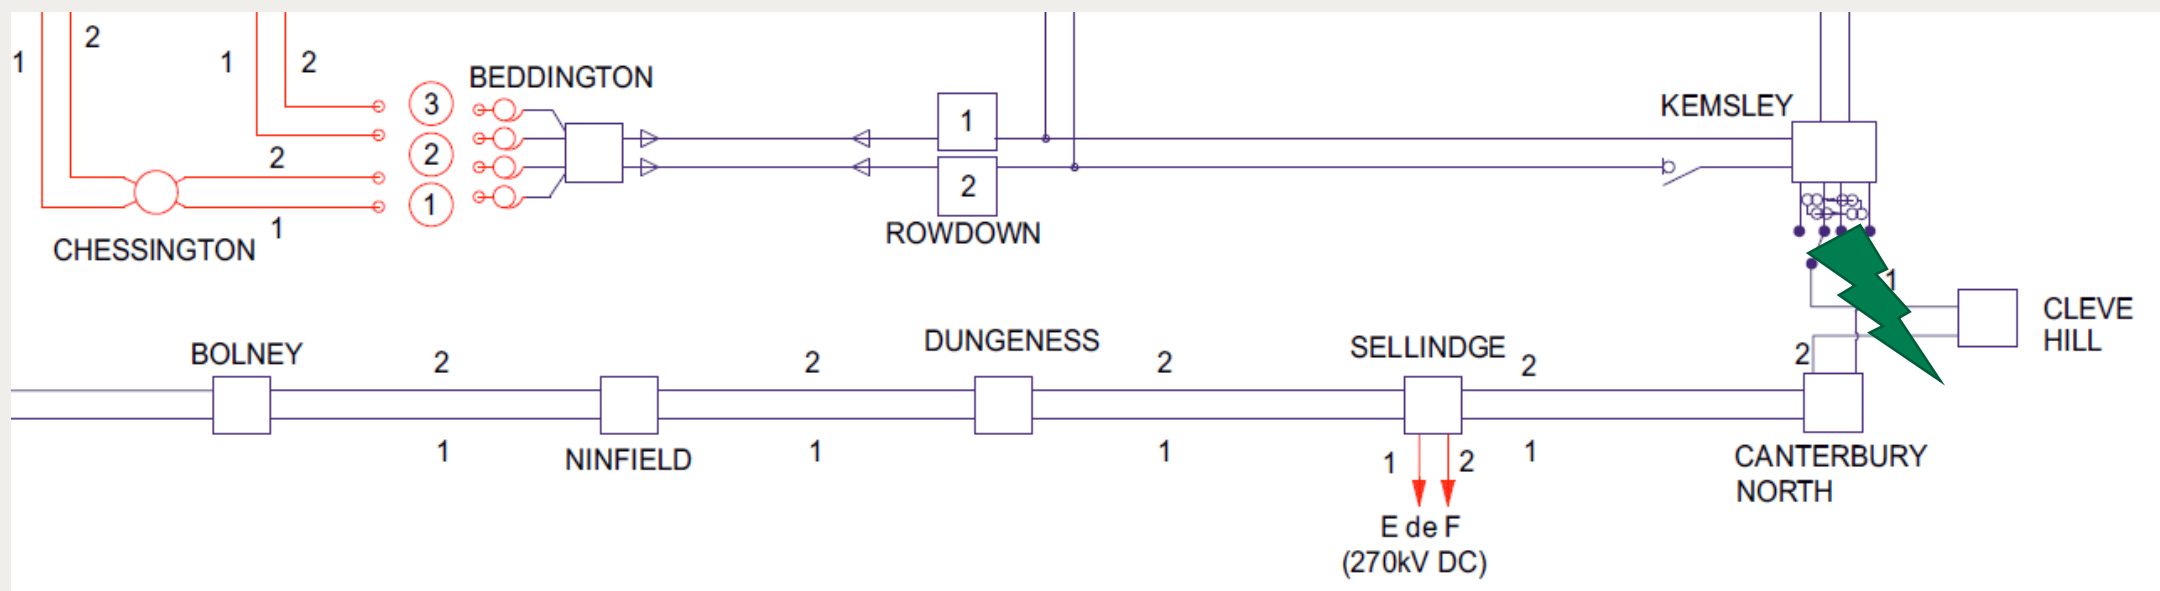 1
2
1
2
BEDDINGTON
3
2
1
2
1
CHESSINGTON
1
2
ROWDOWN
KEMSLEY
1
CLEVE
HILL
2
BOLNEY
2
1
NINFIELD
2
1
DUNGENESS
2
1
SELLINDGE
2
1
1
2
E de F
(270kV DC)
CANTERBURY
NORTH